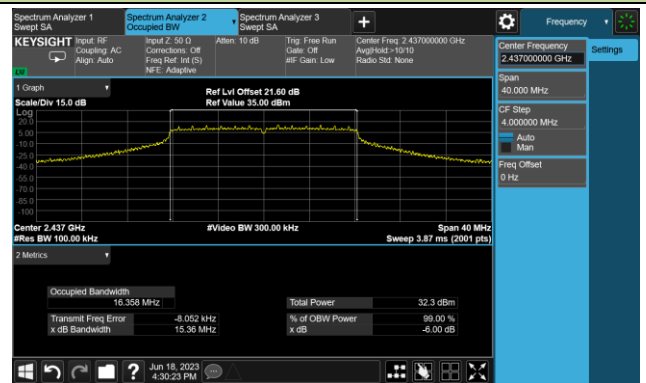 Spectrum Analyzer 1
Swept SA
Spectrum Analyzer 2
Occupied BW
Spectrum Analyzer 3
Swept SA
Frequency
KEYSIGHT
Input: RF
Coupling: AC
Align: Auto
Input Z: 50 Ω
Corrections: Off
Freq Ref: Int (S)
NFE: Adaptive
Atten: 10 dB
Trig: Free Run
Gate: Off
#IF Gain: Low
Center Freq: 2.437000000 GHz
Avg|Hold:>10/10
Radio Std: None
Center Frequency
2.437000000 GHz
Settings
Span
40.000 MHz
CF Step
4.000000 MHz
Auto
Man
Freq Offset
0 Hz
1 Graph
Scale/Div 15.0 dB
Ref Lvl Offset 21.60 dB
Ref Value 35.00 dBm
Log
20.0
5.00
-10.0
-25.0
-40.0
-55.0
-70.0
-85.0
-100
Center 2.437 GHz
#Res BW 100.00 kHz
#Video BW 300.00 kHz
Span 40 MHz
Sweep 3.87 ms (2001 pts)
2 Metrics
Occupied Bandwidth
16.358 MHz
Total Power 32.3 dBm
Transmit Freq Error -8.052 kHz
% of OBW Power 99.00 %
x dB Bandwidth 15.36 MHz
x dB -6.00 dB
Jun 18, 2023
4:30:23 PM